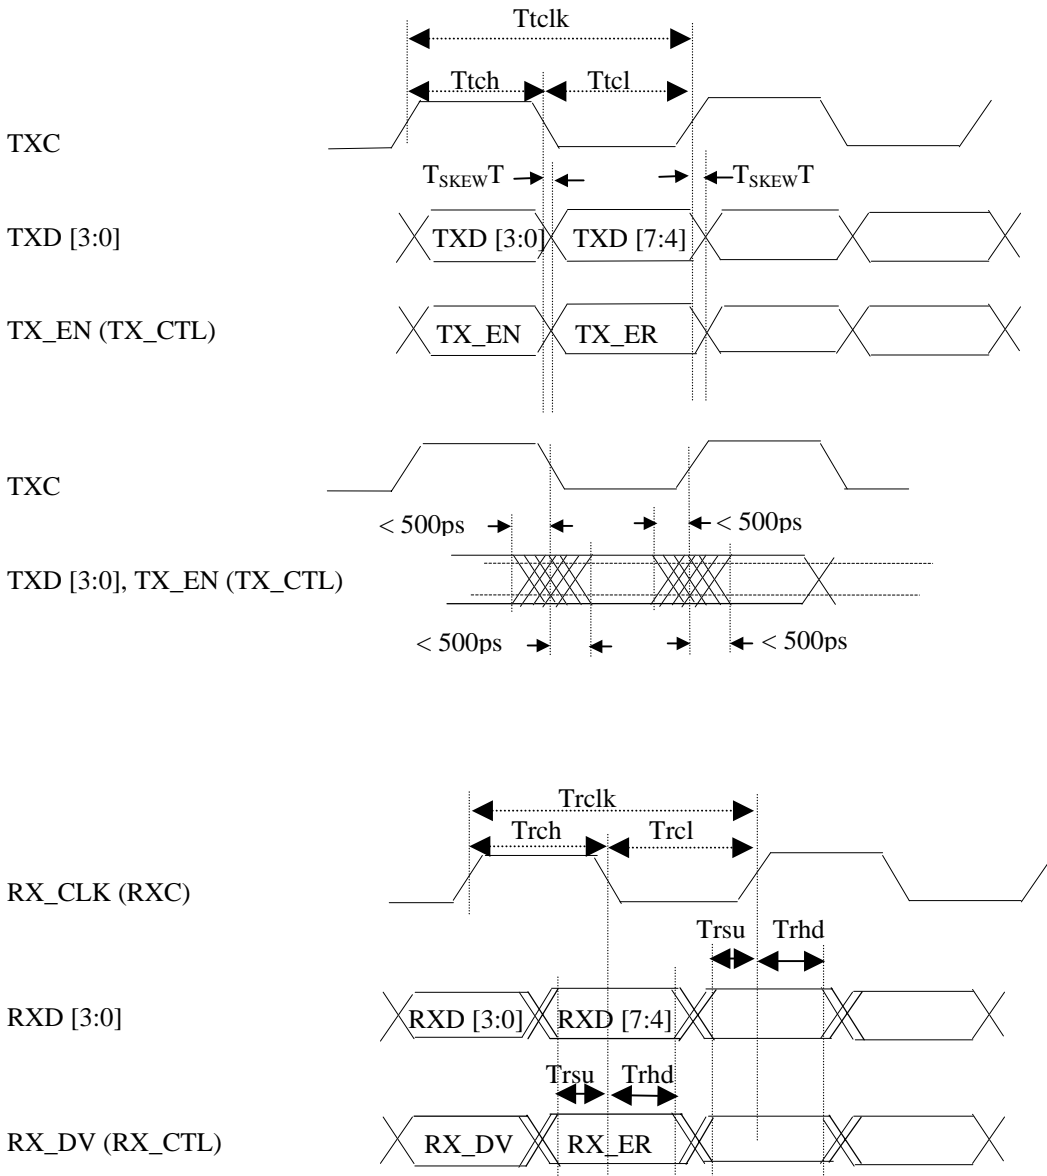 Ttclk
Ttch Ttcl
TXC
TSKEWT TSKEWT
TXD [3:0] TXD [3:0] TXD [7:4]
TX_EN (TX_CTL) TX_EN TX_ER
TXC
< 500ps < 500ps
TXD [3:0], TX_EN (TX_CTL)
< 500ps < 500ps
Trclk
Trch Trcl
RX_CLK (RXC)
Trsu Trhd
RXD [3:0] RXD [3:0] RXD [7:4]
Trsu Trhd
RX_DV (RX_CTL) RX_DV RX_ER